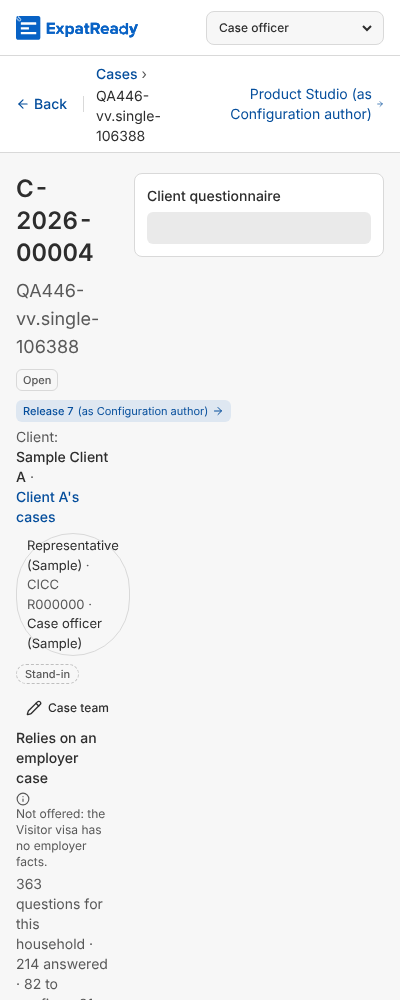 ExpatReady
Case officer
Back
Cases ›
QA446-
vv.single-
106388
Product Studio (as
Configuration author)
C-
2026-
00004
QA446-
vv.single-
106388
Open
Release 7 (as Configuration author)
Client:
Sample Client
A ·
Client A's
cases
Representative
(Sample) ·
CICC
R000000 ·
Case officer
(Sample)
Stand-in
Case team
Relies on an
employer
case
Not offered: the
Visitor visa has
no employer
facts.
363
questions for
this
household ·
214 answered
· 82 to
Client questionnaire